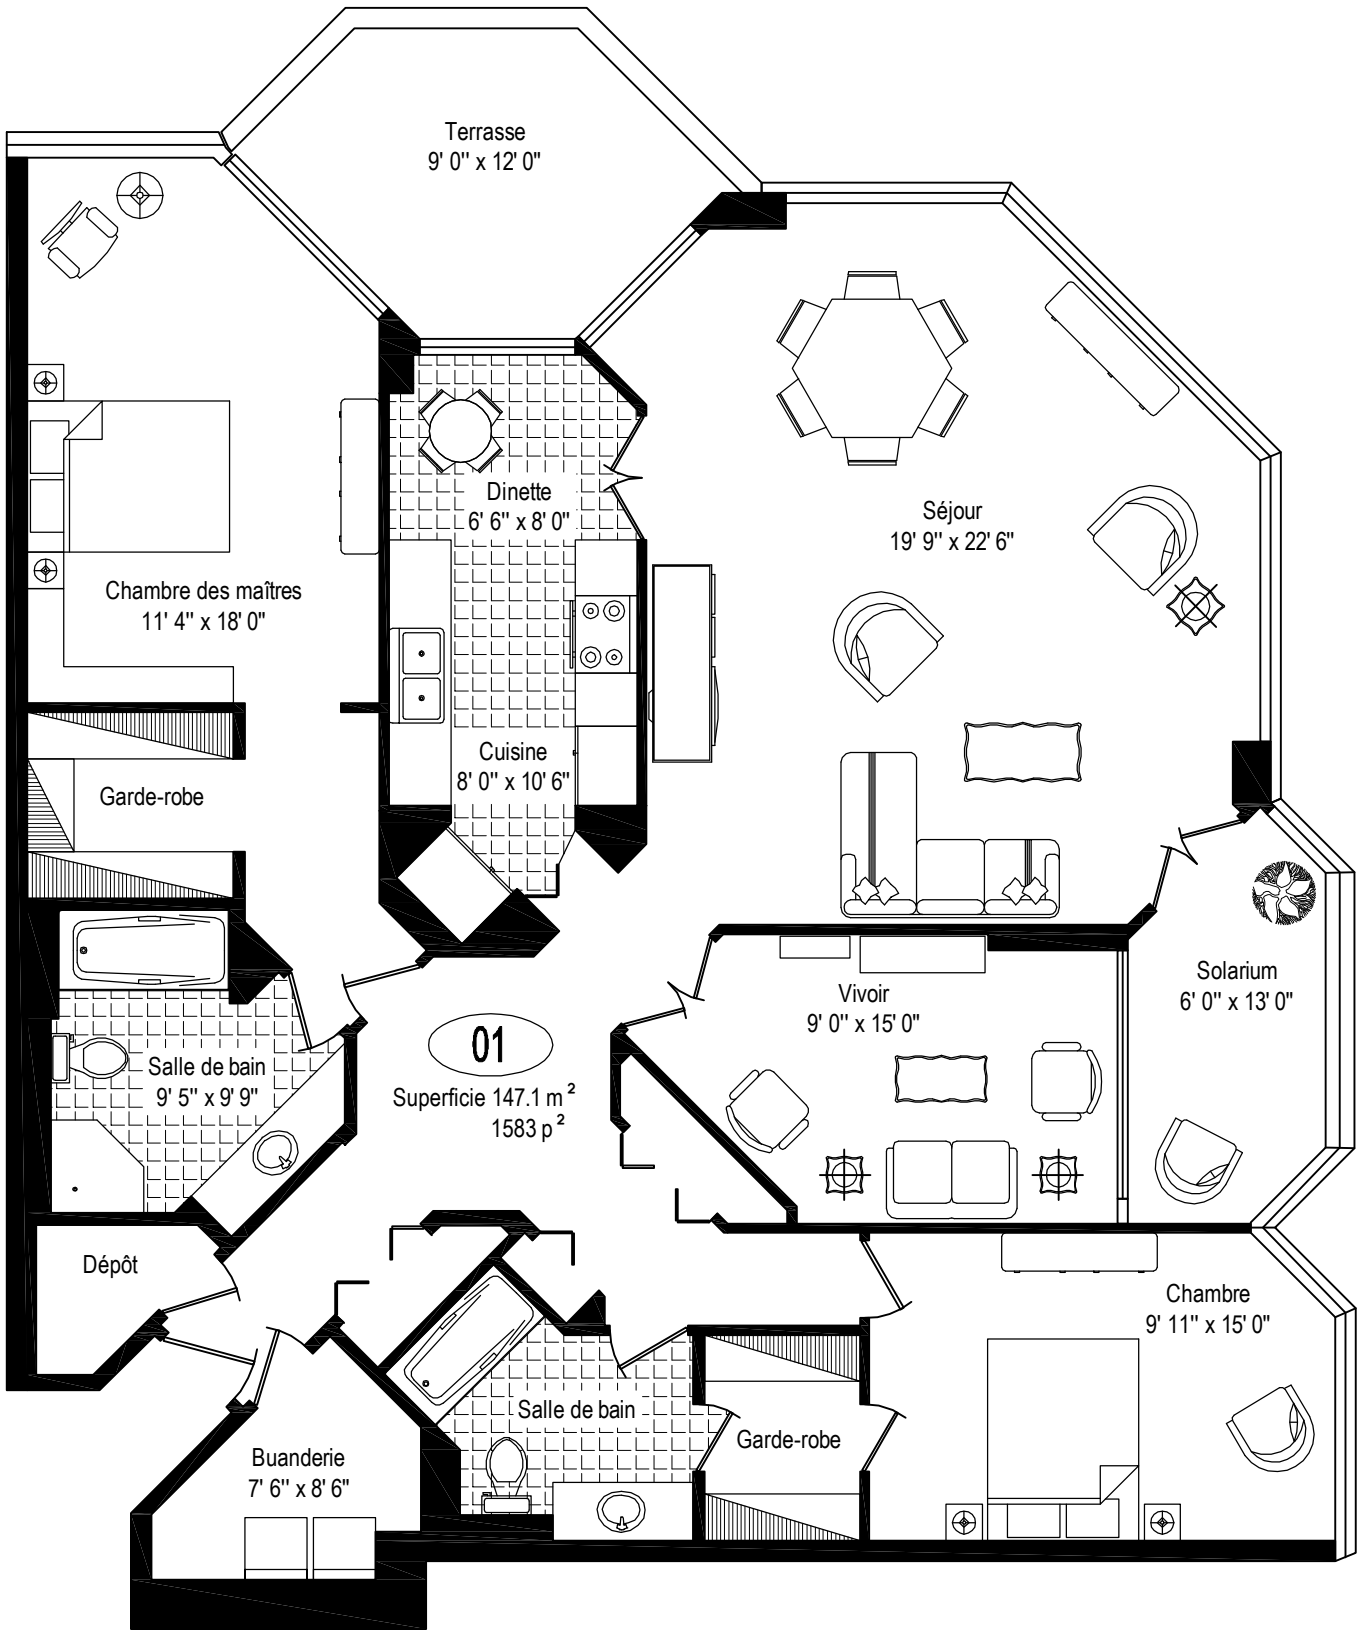 Terrasse
9' 0" x 12' 0"
Dinette
6' 6" x 8' 0"
Séjour
19' 9" x 22' 6"
Chambre des maîtres
11' 4" x 18' 0"
Cuisine
8' 0" x 10' 6"
Garde-robe
Solarium
6' 0" x 13' 0"
Vivoir
9' 0" x 15' 0"
01
Superficie 147.1 m²
1583 p²
Salle de bain
9' 5" x 9' 9"
Dépôt
Chambre
9' 11" x 15' 0"
Salle de bain
Garde-robe
Buanderie
7' 6" x 8' 6"